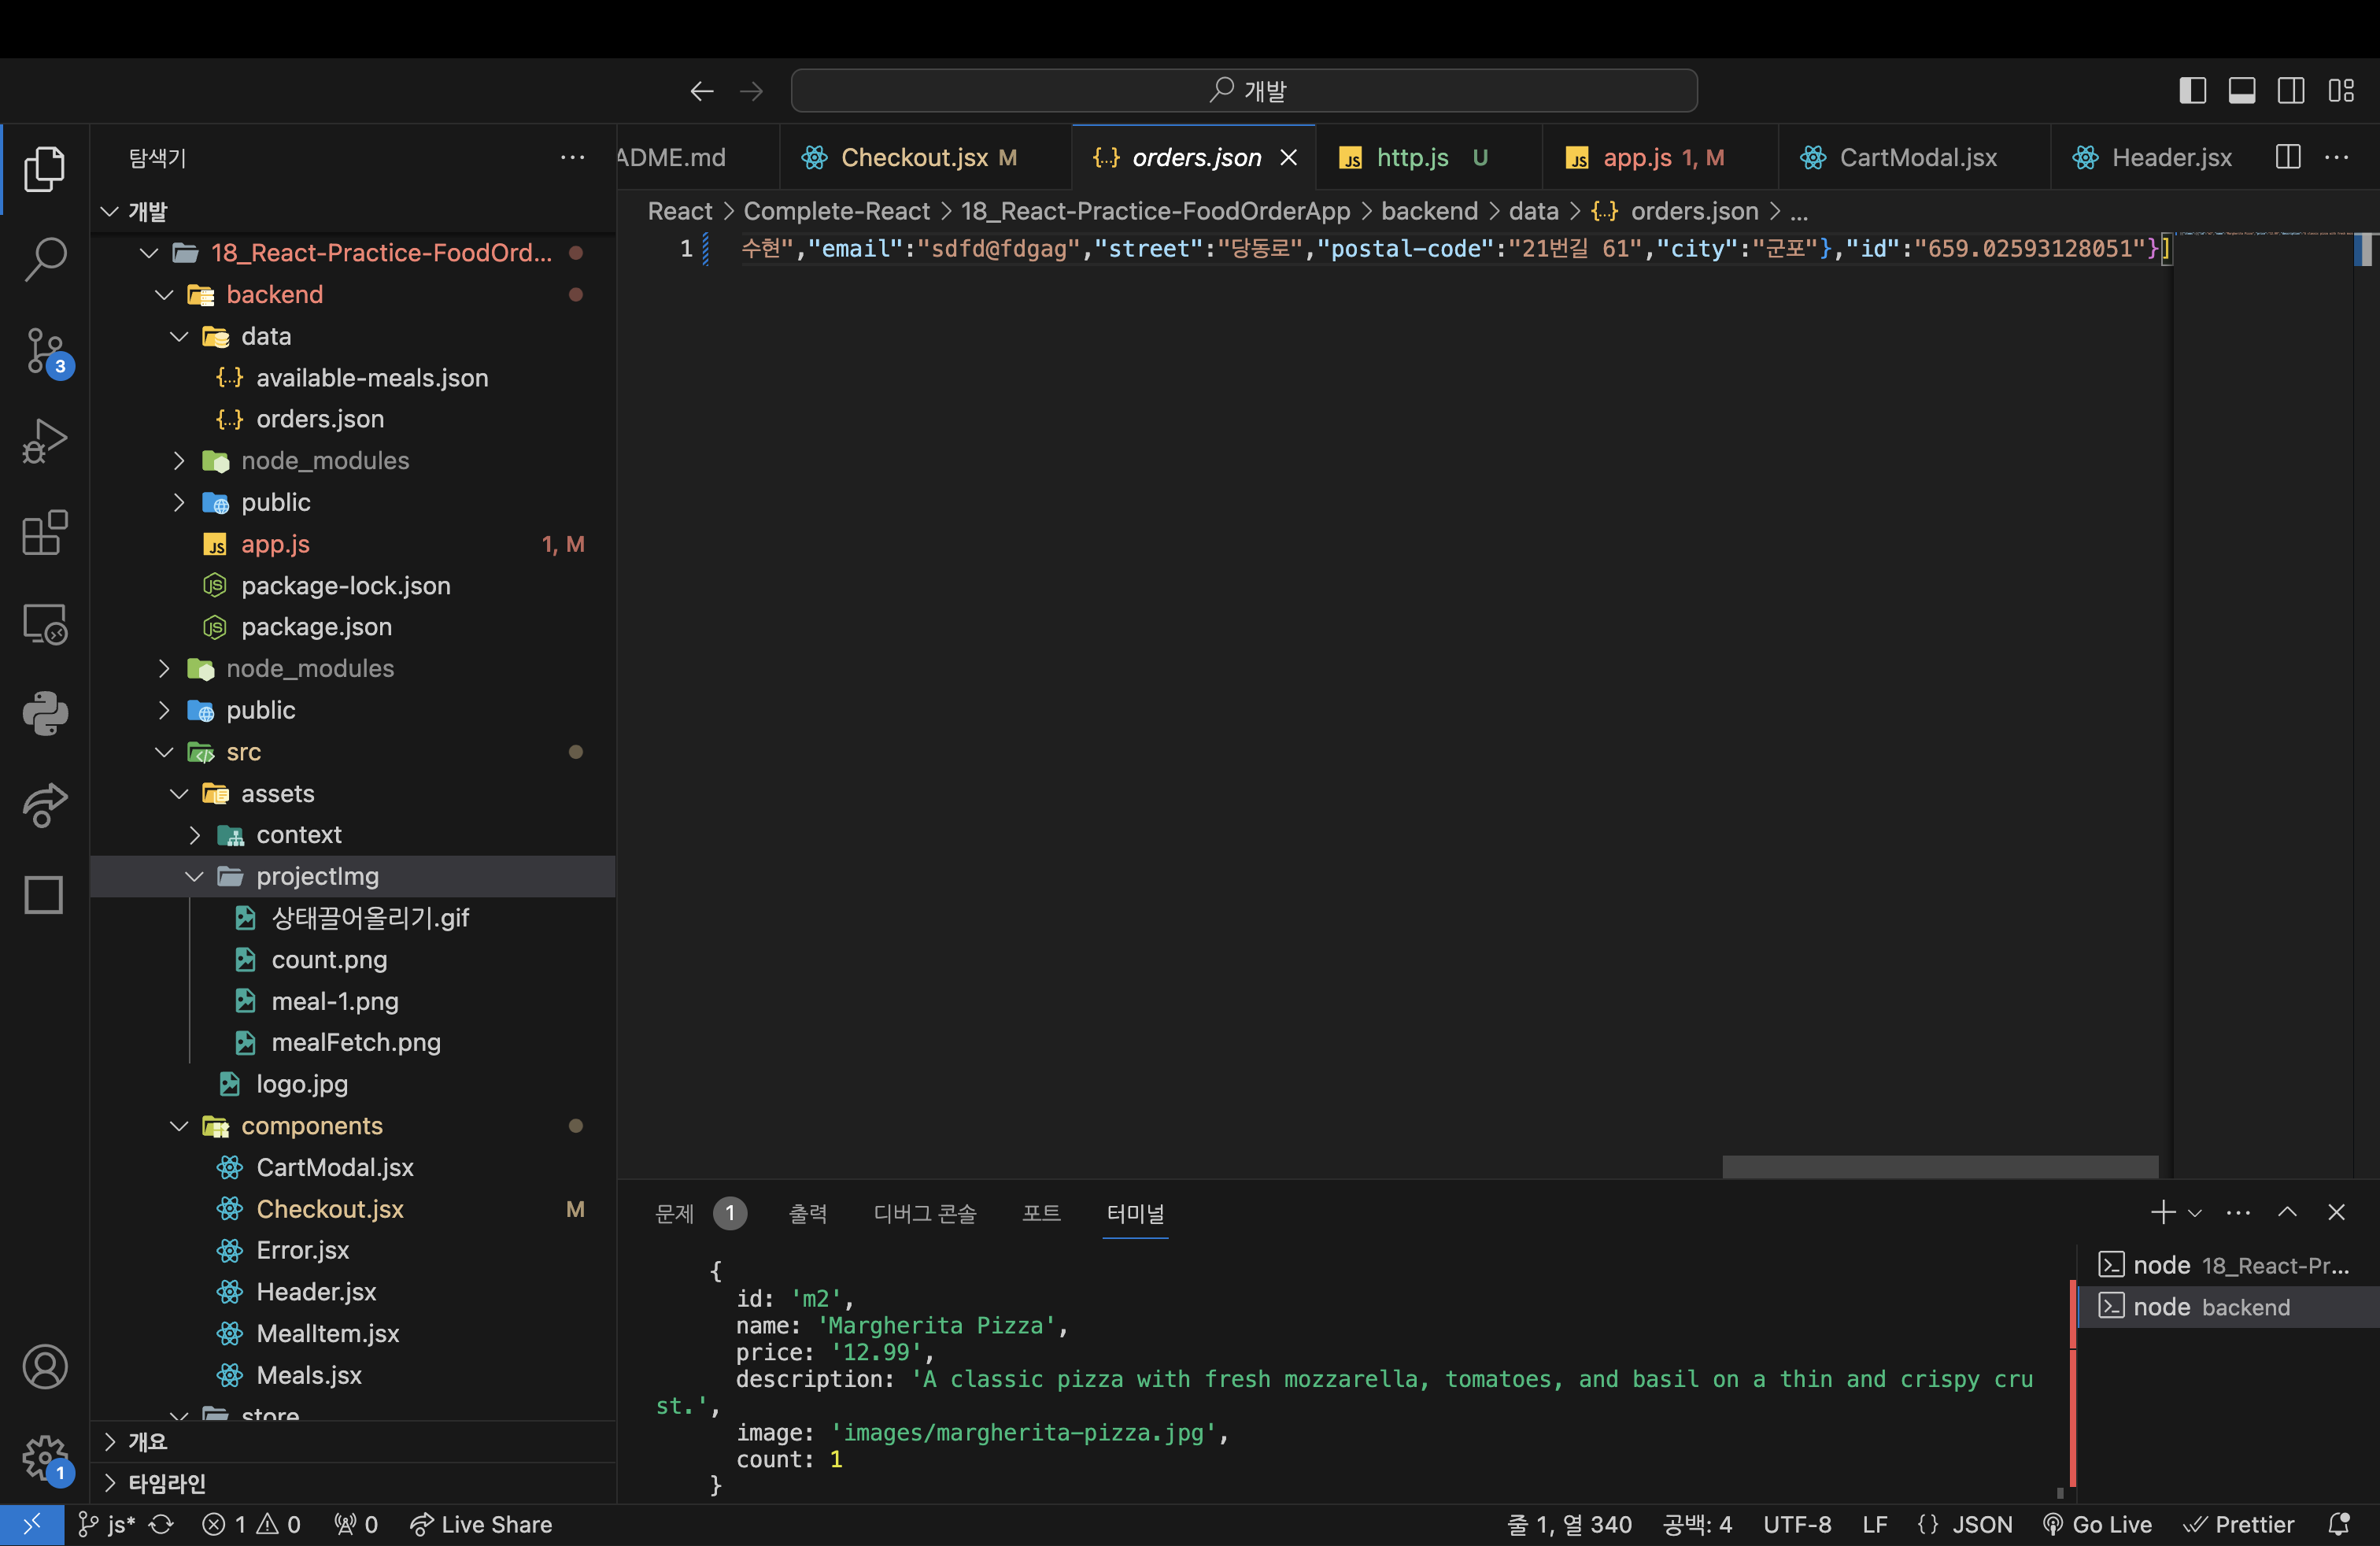 개발
탐색기
개발
18_React-Practice-FoodOrd...
backend
data
available-meals.json
orders.json
node_modules
public
app.js 1, M
package-lock.json
package.json
node_modules
public
src
assets
context
projectImg
상태끌어올리기.gif
count.png
meal-1.png
mealFetch.png
logo.jpg
components
CartModal.jsx
Checkout.jsx M
Error.jsx
Header.jsx
MealItem.jsx
Meals.jsx
store
개요
타임라인
3
1
ADME.md Checkout.jsx M {..} orders.json JS http.js U JS app.js 1, M CartModal.jsx Header.jsx
React > Complete-React > 18_React-Practice-FoodOrderApp > backend > data > {..} orders.json > ...
1 수현","email":"sdfd@fdgag","street":"당동로","postal-code":"21번길 61","city":"군포"},"id":"659.02593128051"}]
문제 1 출력 디버그 콘솔 포트 터미널
{
id: 'm2',
name: 'Margherita Pizza',
price: '12.99',
description: 'A classic pizza with fresh mozzarella, tomatoes, and basil on a thin and crispy cru
st.',
image: 'images/margherita-pizza.jpg',
count: 1
}
node 18_React-Pr...
node backend
js* 1 0 0 Live Share 줄 1, 열 340 공백: 4 UTF-8 LF {} JSON Go Live Prettier